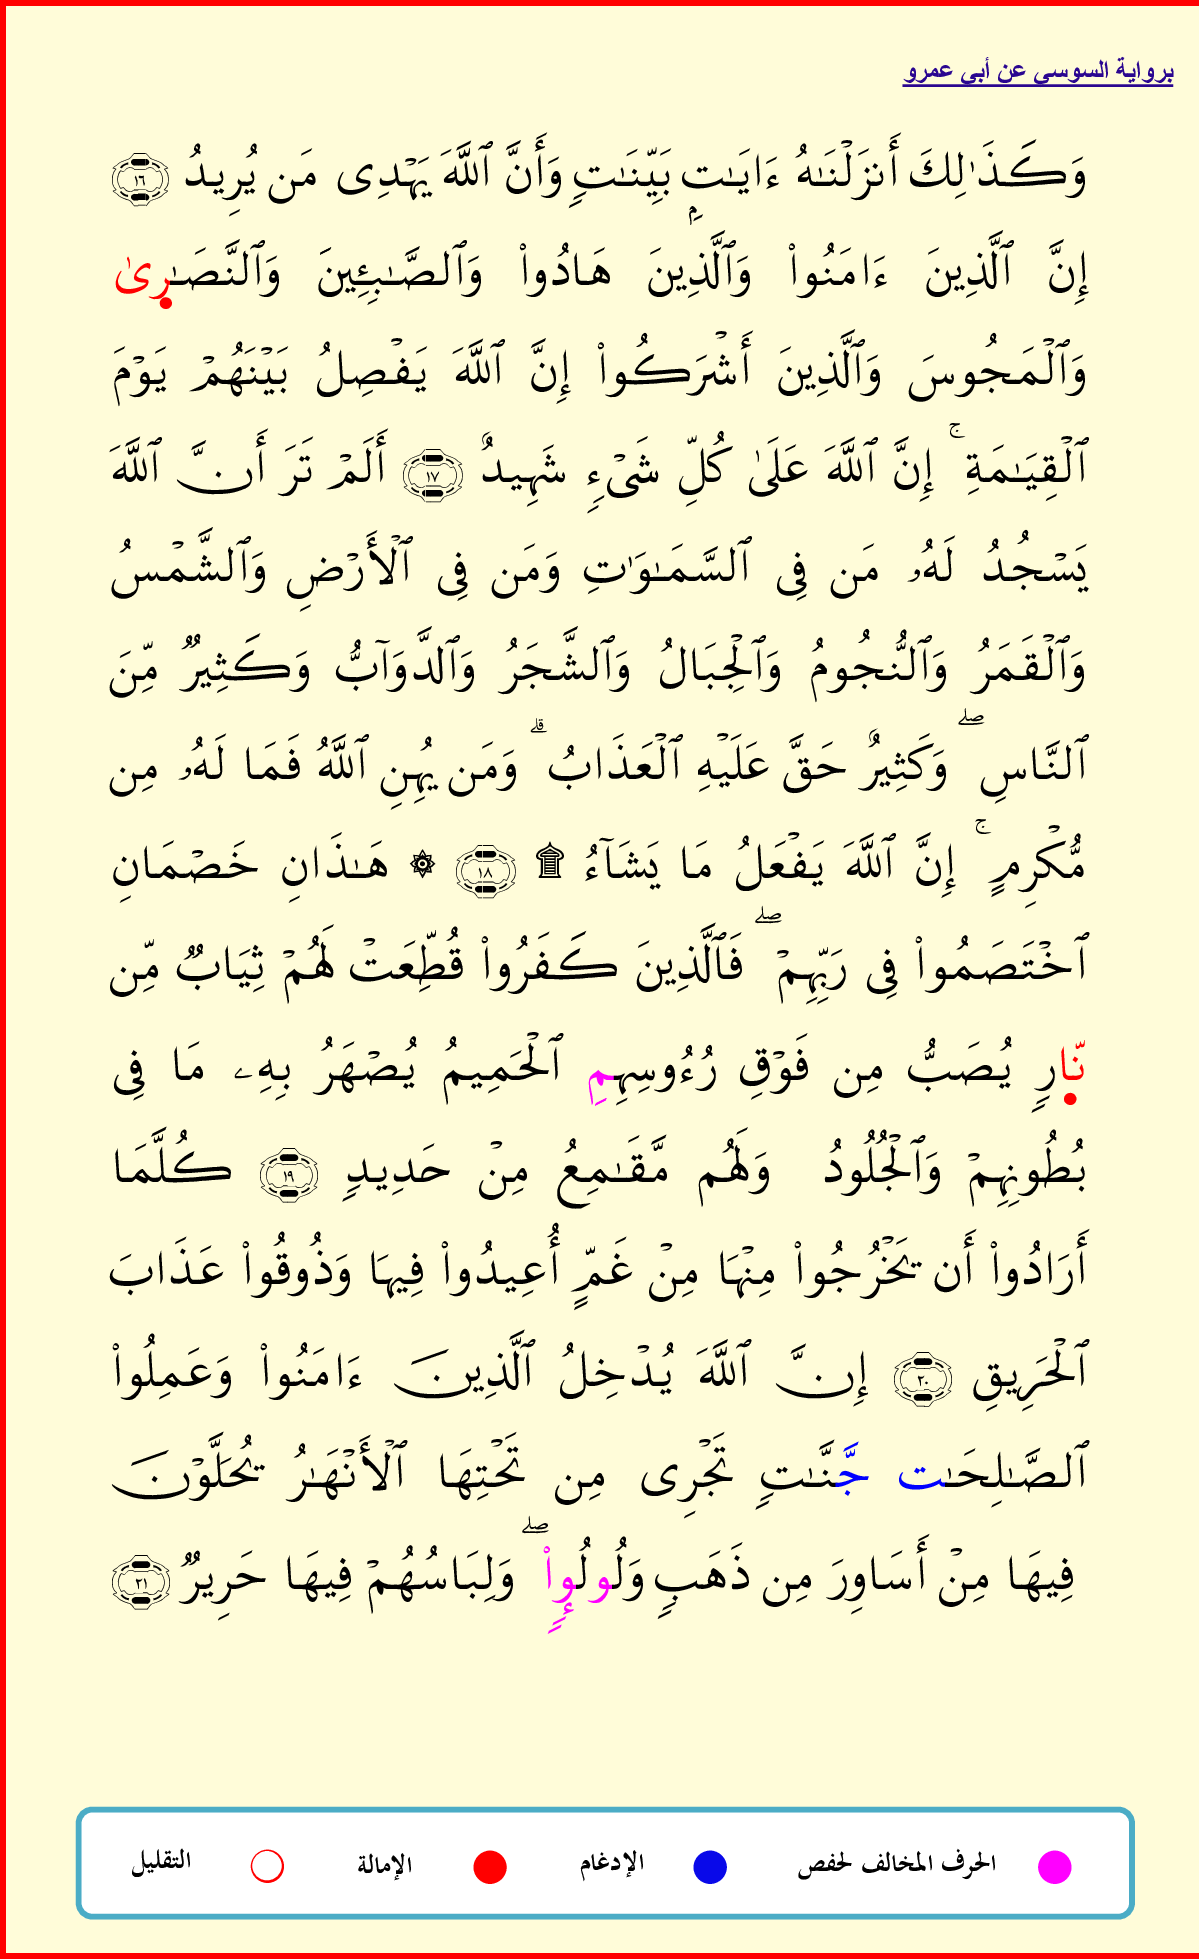 برواية السوسي عن أبي عمرو
وَكَذَٰلِكَ أَنزَلْنَـٰهُ ءَايَـٰتِۭ بَيِّنَـٰتٍ وَأَنَّ ٱللَّهَ يَهْدِى مَن يُرِيدُ ١٦
إِنَّ ٱلَّذِينَ ءَامَنُوا۟ وَٱلَّذِينَ هَادُوا۟ وَٱلصَّـٰبِـِٔينَ وَٱلنَّصَـٰرِىٰ
وَٱلْمَجُوسَ وَٱلَّذِينَ أَشْرَكُوا۟ إِنَّ ٱللَّهَ يَفْصِلُ بَيْنَهُمْ يَوْمَ
ٱلْقِيَـٰمَةِ ۚ إِنَّ ٱللَّهَ عَلَىٰ كُلِّ شَىْءٍ شَهِيدٌ ١٧ أَلَمْ تَرَ أَنَّ ٱللَّهَ
يَسْجُدُ لَهُۥ مَن فِى ٱلسَّمَـٰوَٰتِ وَمَن فِى ٱلْأَرْضِ وَٱلشَّمْسُ
وَٱلْقَمَرُ وَٱلنُّجُومُ وَٱلْجِبَالُ وَٱلشَّجَرُ وَٱلدَّوَآبُّ وَكَثِيرٌ مِّنَ
ٱلنَّاسِ ۖ وَكَثِيرٌ حَقَّ عَلَيْهِ ٱلْعَذَابُ ۗ وَمَن يُهِنِ ٱللَّهُ فَمَا لَهُۥ مِن
مُّكْرِمٍ ۚ إِنَّ ٱللَّهَ يَفْعَلُ مَا يَشَآءُ ۩ ١٨ ۞ هَـٰذَانِ خَصْمَانِ
ٱخْتَصَمُوا۟ فِى رَبِّهِمْ ۖ فَٱلَّذِينَ كَفَرُوا۟ قُطِّعَتْ لَهُمْ ثِيَابٌ مِّن
نِّارٍ يُصَبُّ مِن فَوْقِ رُءُوسِهِمِ ٱلْحَمِيمُ يُصْهَرُ بِهِۦ مَا فِى
بُطُونِهِمْ وَٱلْجُلُودُ وَلَهُم مَّقَـٰمِعُ مِنْ حَدِيدٍ ١٩ كُلَّمَا
أَرَادُوا۟ أَن يَخْرُجُوا۟ مِنْهَا مِنْ غَمٍّ أُعِيدُوا۟ فِيهَا وَذُوقُوا۟ عَذَابَ
ٱلْحَرِيقِ ٢٠ إِنَّ ٱللَّهَ يُدْخِلُ ٱلَّذِينَ ءَامَنُوا۟ وَعَمِلُوا۟
ٱلصَّـٰلِحَـٰت جَّنَّـٰتٍ تَجْرِى مِن تَحْتِهَا ٱلْأَنْهَـٰرُ يُحَلَّوْنَ
فِيهَا مِنْ أَسَاوِرَ مِن ذَهَبٍ وَلُولُوإٍا۟ ۖ وَلِبَاسُهُمْ فِيهَا حَرِيرٌ ٢١
الحرف المخالف لحفص الإدغام الإمالة التقليل